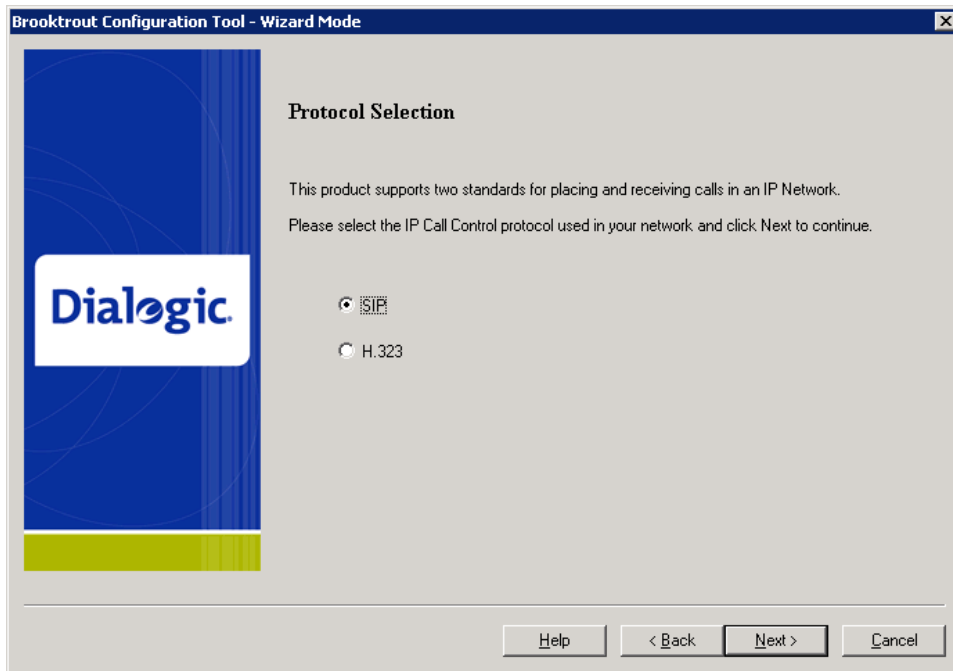 Brooktrout Configuration Tool - Wizard Mode
Protocol Selection
This product supports two standards for placing and receiving calls in an IP Network.
Please select the IP Call Control protocol used in your network and click Next to continue.
Dialogic.
SIP
H.323
Help
< Back
Next >
Cancel